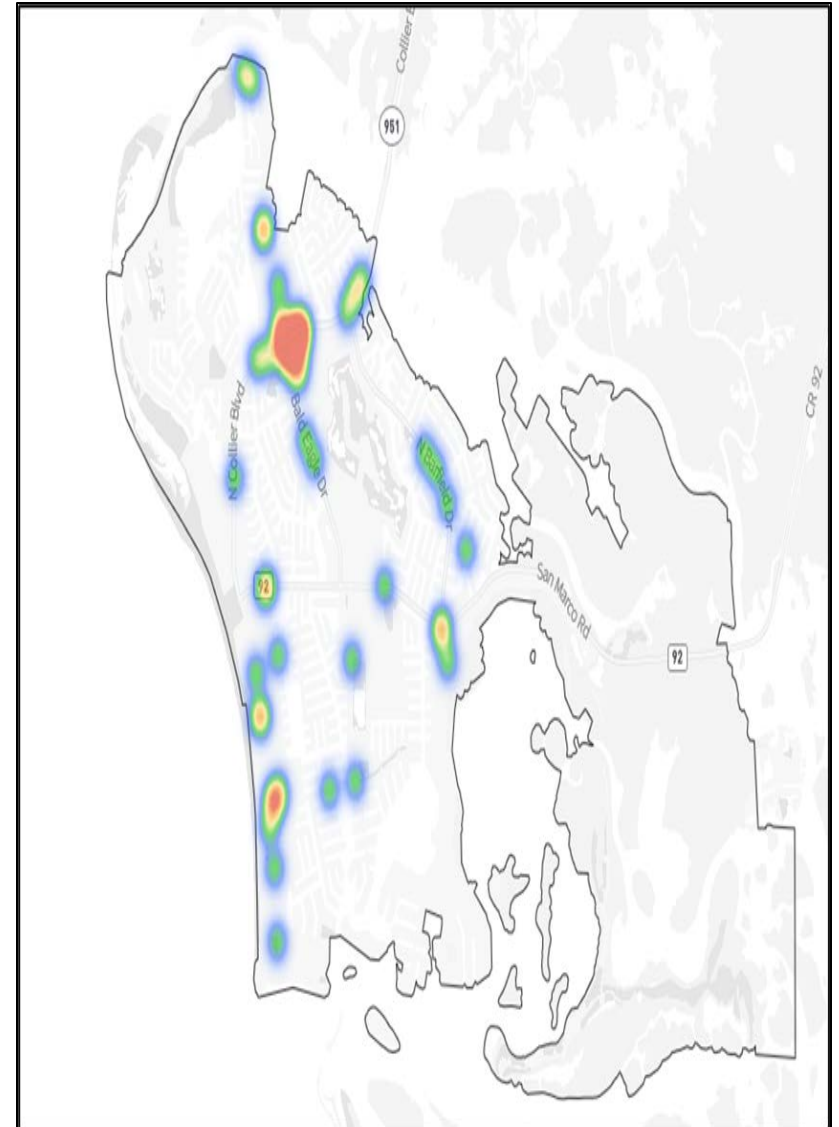 Collier B
951
N Collier Blvd
Bald Eagle Dr
N Barfield Dr
CR 92
92
San Marco Rd
92